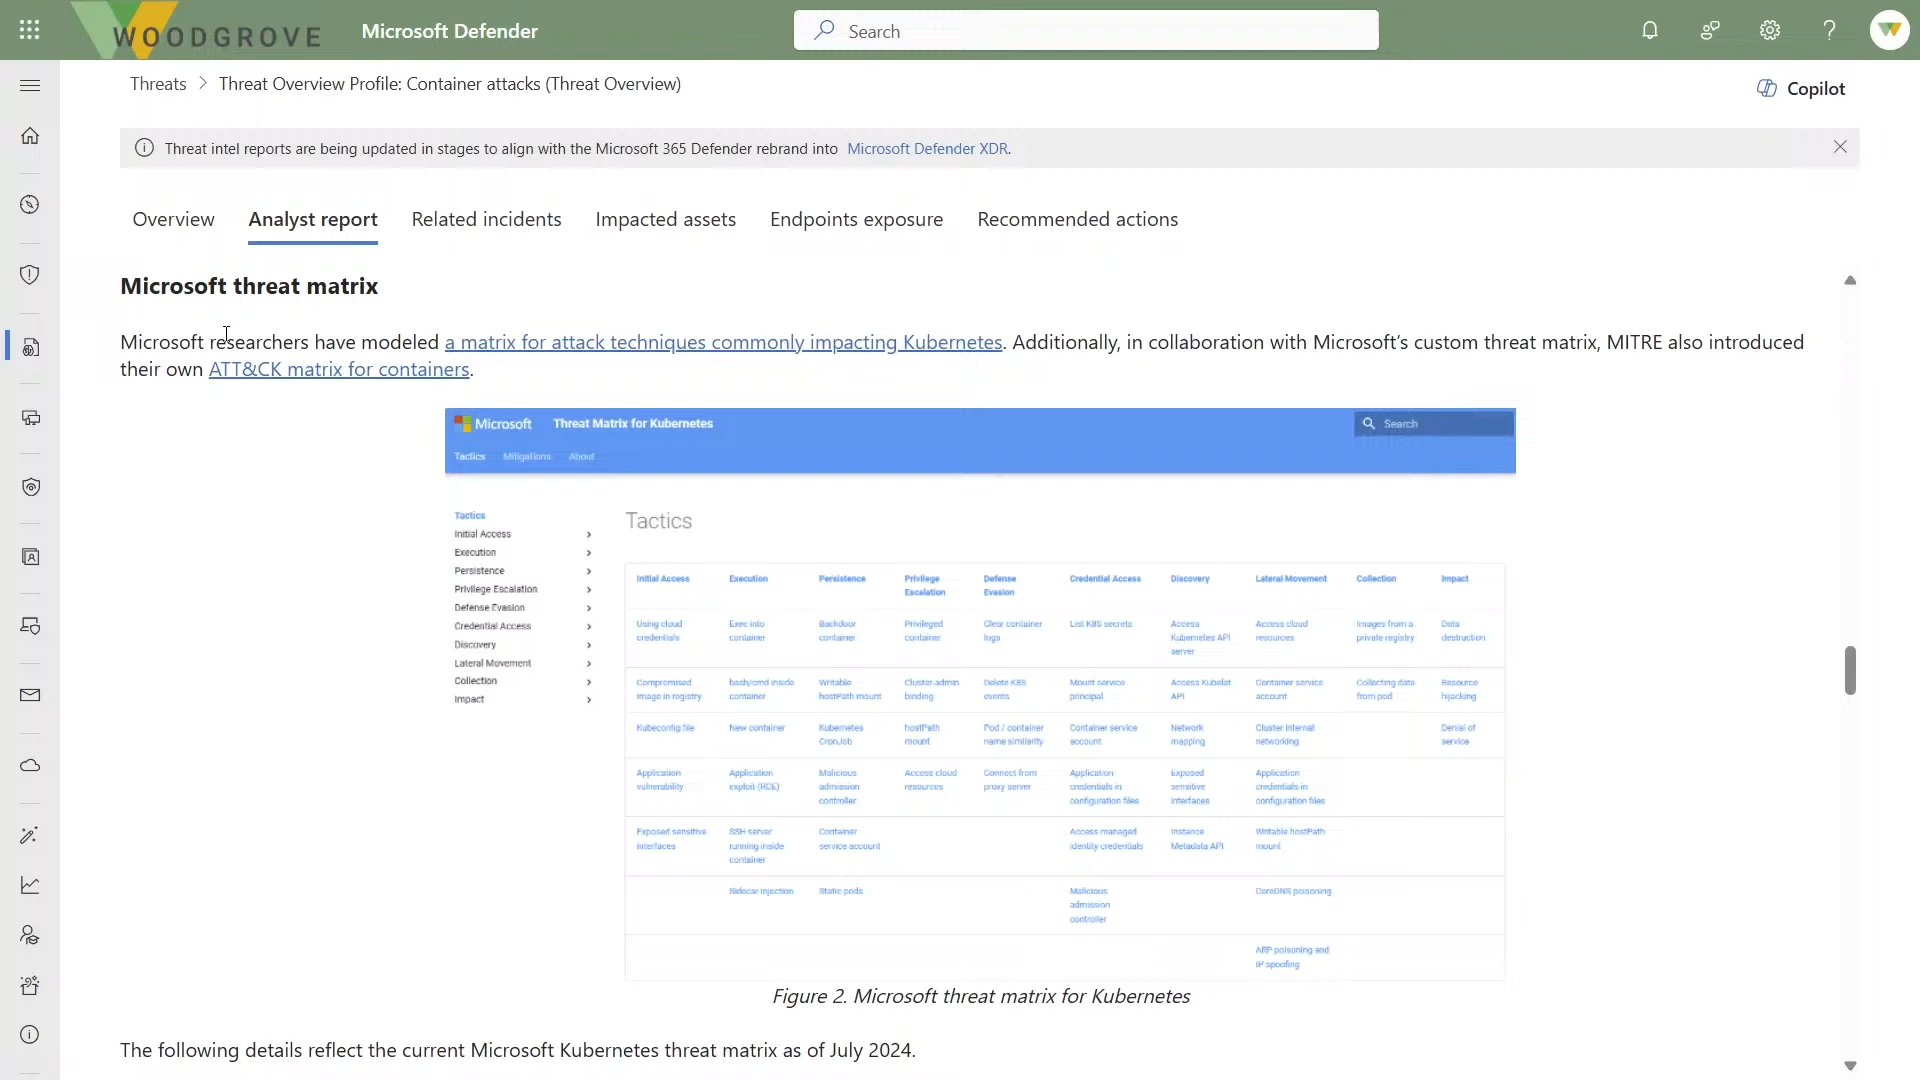 WOODGROVE
Microsoft Defender
Search
Threats
Threat Overview Profile: Container attacks (Threat Overview)
Copilot
Threat intel reports are being updated in stages to align with the Microsoft 365 Defender rebrand into Microsoft Defender XDR.
Overview
Analyst report
Related incidents
Impacted assets
Endpoints exposure
Recommended actions
Microsoft threat matrix
Microsoft researchers have modeled a matrix for attack techniques commonly impacting Kubernetes. Additionally, in collaboration with Microsoft's custom threat matrix, MITRE also introduced
their own ATT&CK matrix for containers.
Microsoft
Threat Matrix for Kubernetes
Search
Tactics
Mitigations
About
Tactics
Initial Access
Execution
Persistence
Privilege Escalation
Defense Evasion
Credential Access
Discovery
Lateral Movement
Collection
Impact
Tactics
Initial Access
Execution
Persistence
Privilege
Escalation
Defense
Evasion
Credential Access
Discovery
Lateral Movement
Collection
Impact
Using cloud
credentials
Exec into
container
Backdoor
container
Privileged
container
Clear container
logs
List K8S secrets
Access
Kubernetes API
server
Access cloud
resources
Images from a
private registry
Data
destruction
Compromised
image in registry
bash/cmd inside
container
Writable
hostPath mount
Cluster-admin
binding
Delete K8S
events
Mount service
principal
Access Kubelet
API
Container service
account
Collecting data
from pod
Resource
hijacking
Kubeconfig file
New container
Kubernetes
CronJob
hostPath
mount
Pod / container
name similarity
Container service
account
Network
mapping
Cluster internal
networking
Denial of
service
Application
vulnerability
Application
exploit (RCE)
Malicious
admission
controller
Access cloud
resources
Connect from
proxy server
Application
credentials in
configuration files
Exposed
sensitive
interfaces
Application
credentials in
configuration files
Exposed sensitive
interfaces
SSH server
running inside
container
Container
service account
Access managed
identity credentials
Instance
Metadata API
Writable hostPath
mount
Sidecar injection
Static pods
Malicious
admission
controller
CoreDNS poisoning
ARP poisoning and
IP spoofing
Figure 2. Microsoft threat matrix for Kubernetes
The following details reflect the current Microsoft Kubernetes threat matrix as of July 2024.